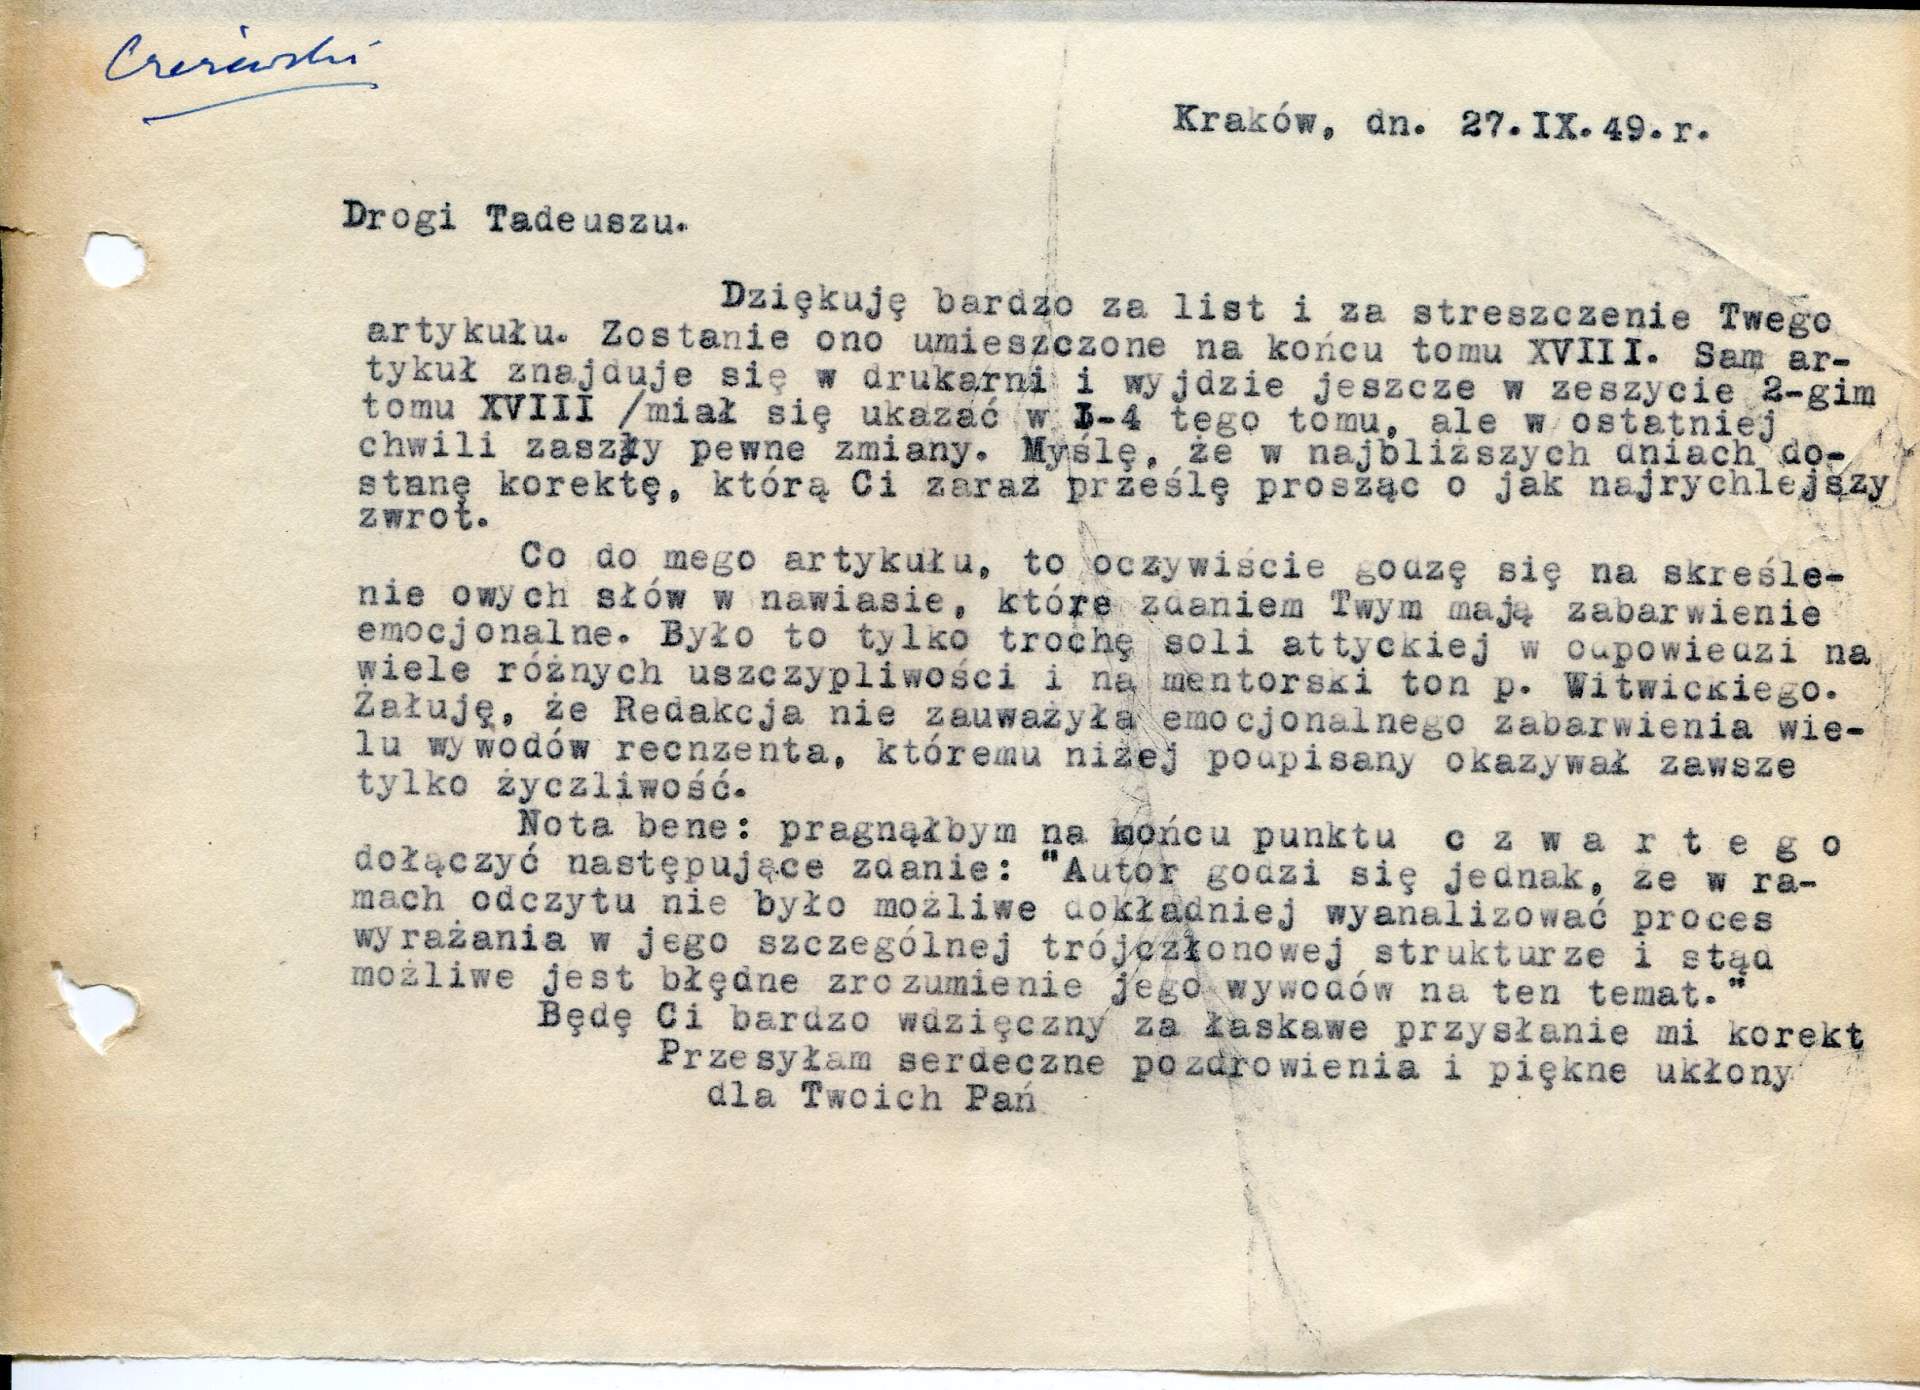 Czeżowski
Kraków, dn. 27.IX.49.r.
Drogi Tadeuszu.
Dziękuję bardzo za list i za streszczenie Twego
artykułu. Zostanie ono umieszczone na końcu tomu XVIII. Sam ar-
tykuł znajduje się w drukarni i wyjdzie jeszcze w zeszycie 2-gim
tomu XVIII /miał się ukazać w 3-4 tego tomu, ale w ostatniej
chwili zaszły pewne zmiany. Myślę, że w najbliższych dniach do-
stanę korektę, którą Ci zaraz prześlę prosząc o jak najrychlejszy
zwrot.
Co do mego artykułu, to oczywiście godzę się na skreśle-
nie owych słów w nawiasie, które zdaniem Twym mają zabarwienie
emocjonalne. Było to tylko trochę soli attyckiej w odpowiedzi na
wiele różnych uszczypliwości i na mentorski ton p. Witwickiego.
Żałuję, że Redakcja nie zauważyła emocjonalnego zabarwienia wie-
lu wywodów recnzenta, któremu niżej podpisany okazywał zawsze
tylko życzliwość.
Nota bene: pragnąłbym na końcu punktu c z w a r t e g o
dołączyć następujące zdanie: "Autor godzi się jednak, że w ra-
mach odczytu nie było możliwe dokładniej wyanalizować proces
wyrażania w jego szczególnej trójczłonowej strukturze i stąd
możliwe jest błędne zrozumienie jego wywodów na ten temat."
Będę Ci bardzo wdzięczny za łaskawe przysłanie mi korekt
Przesyłam serdeczne pozdrowienia i piękne ukłony
dla Twoich Pań